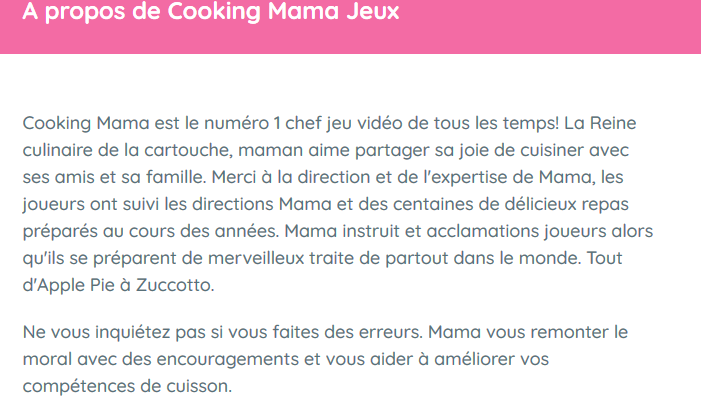 A propos de Cooking Mama Jeux
Cooking Mama est le numéro 1 chef jeu vidéo de tous les temps! La Reine
culinaire de la cartouche, maman aime partager sa joie de cuisiner avec
ses amis et sa famille. Merci à la direction et de l'expertise de Mama, les
joueurs ont suivi les directions Mama et des centaines de délicieux repas
préparés au cours des années. Mama instruit et acclamations joueurs alors
qu'ils se préparent de merveilleux traite de partout dans le monde. Tout
d'Apple Pie à Zuccotto.
Ne vous inquiétez pas si vous faites des erreurs. Mama vous remonter le
moral avec des encouragements et vous aider à améliorer vos
compétences de cuisson.